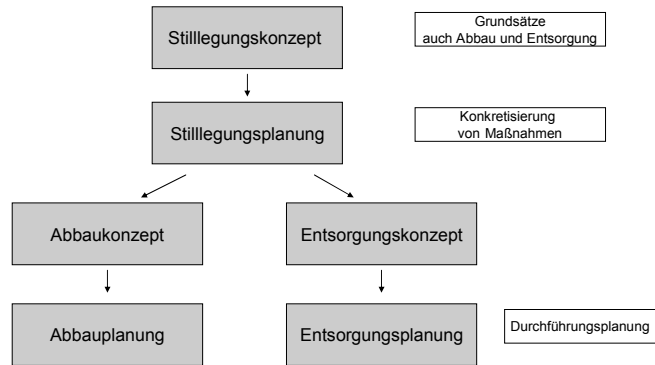 Stilllegungskonzept
Grundsätze
auch Abbau und Entsorgung
Stilllegungsplanung
Konkretisierung
von Maßnahmen
Abbaukonzept
Entsorgungskonzept
Abbauplanung
Entsorgungsplanung
Durchführungsplanung